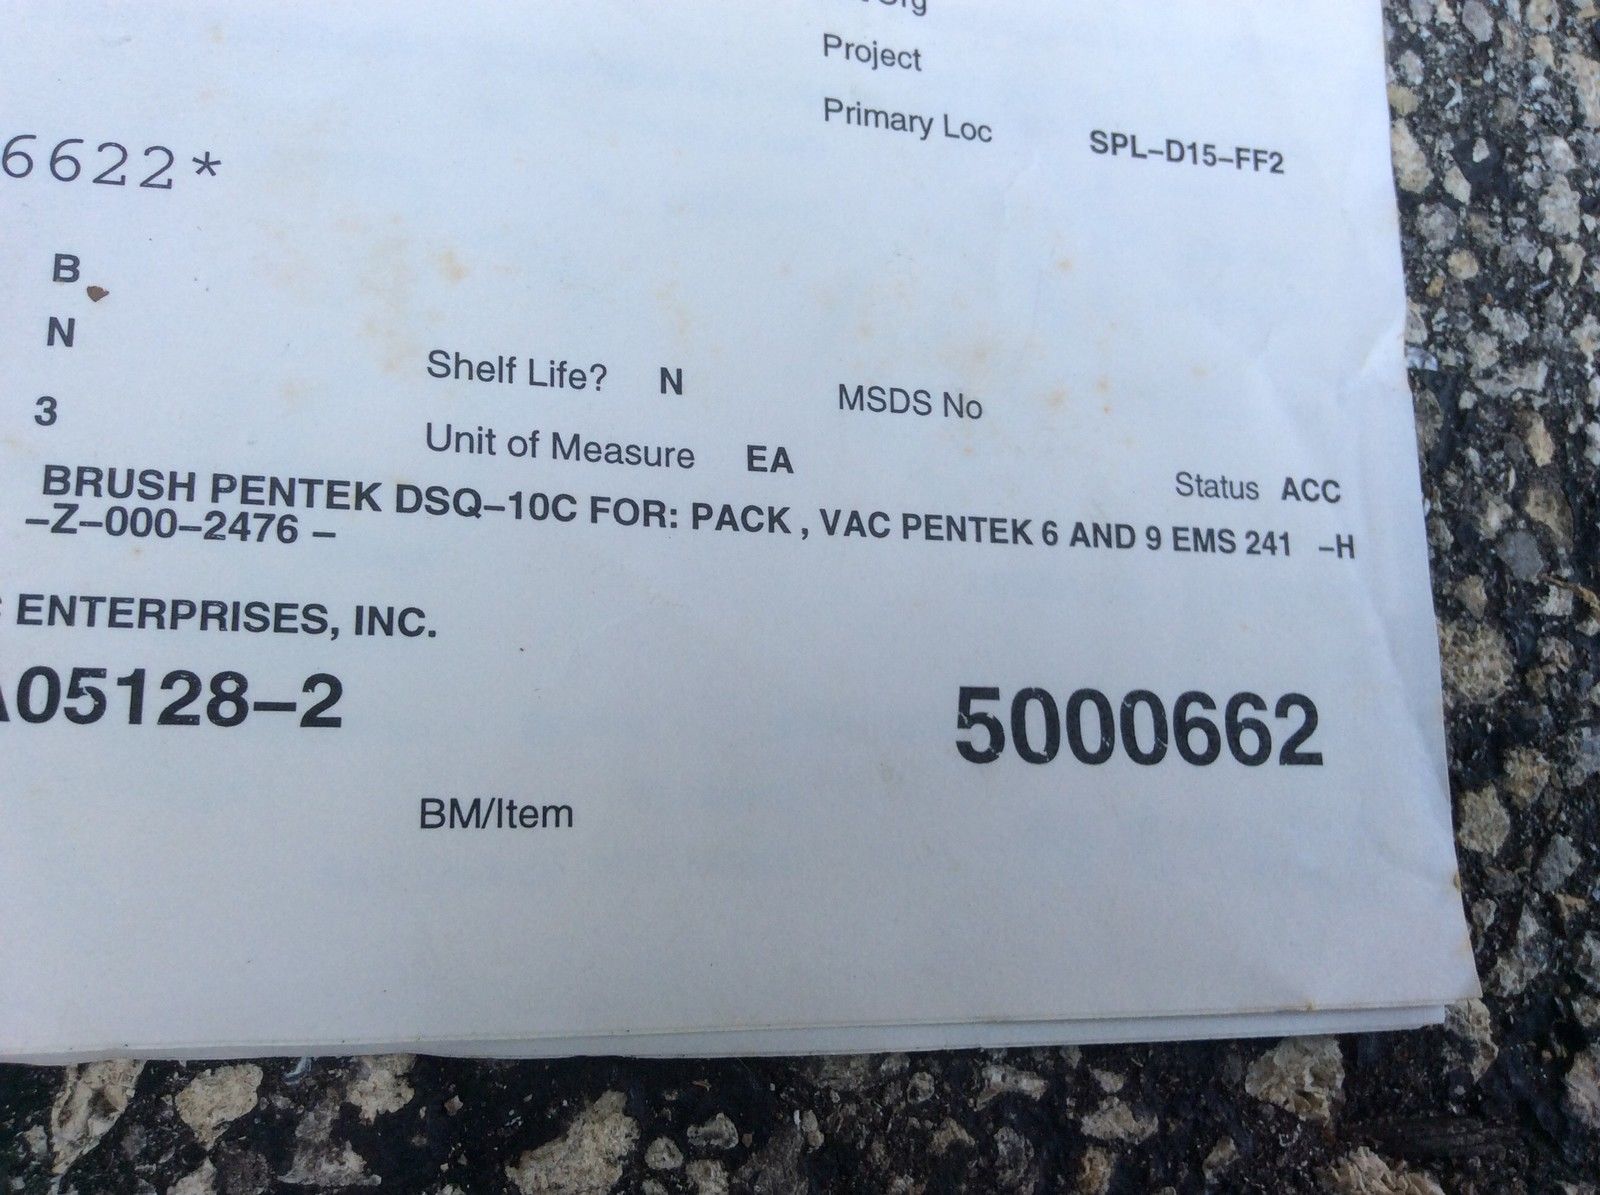 Project
Primary Loc SPL-D15-FF2
6622*
B
N
Shelf Life? N MSDS No
3
Unit of Measure EA
Status ACC
BRUSH PENTEK DSQ-10C FOR: PACK , VAC PENTEK 6 AND 9 EMS 241 -H
-Z-000-2476 -
ENTERPRISES, INC.
05128-2 5000662
BM/Item